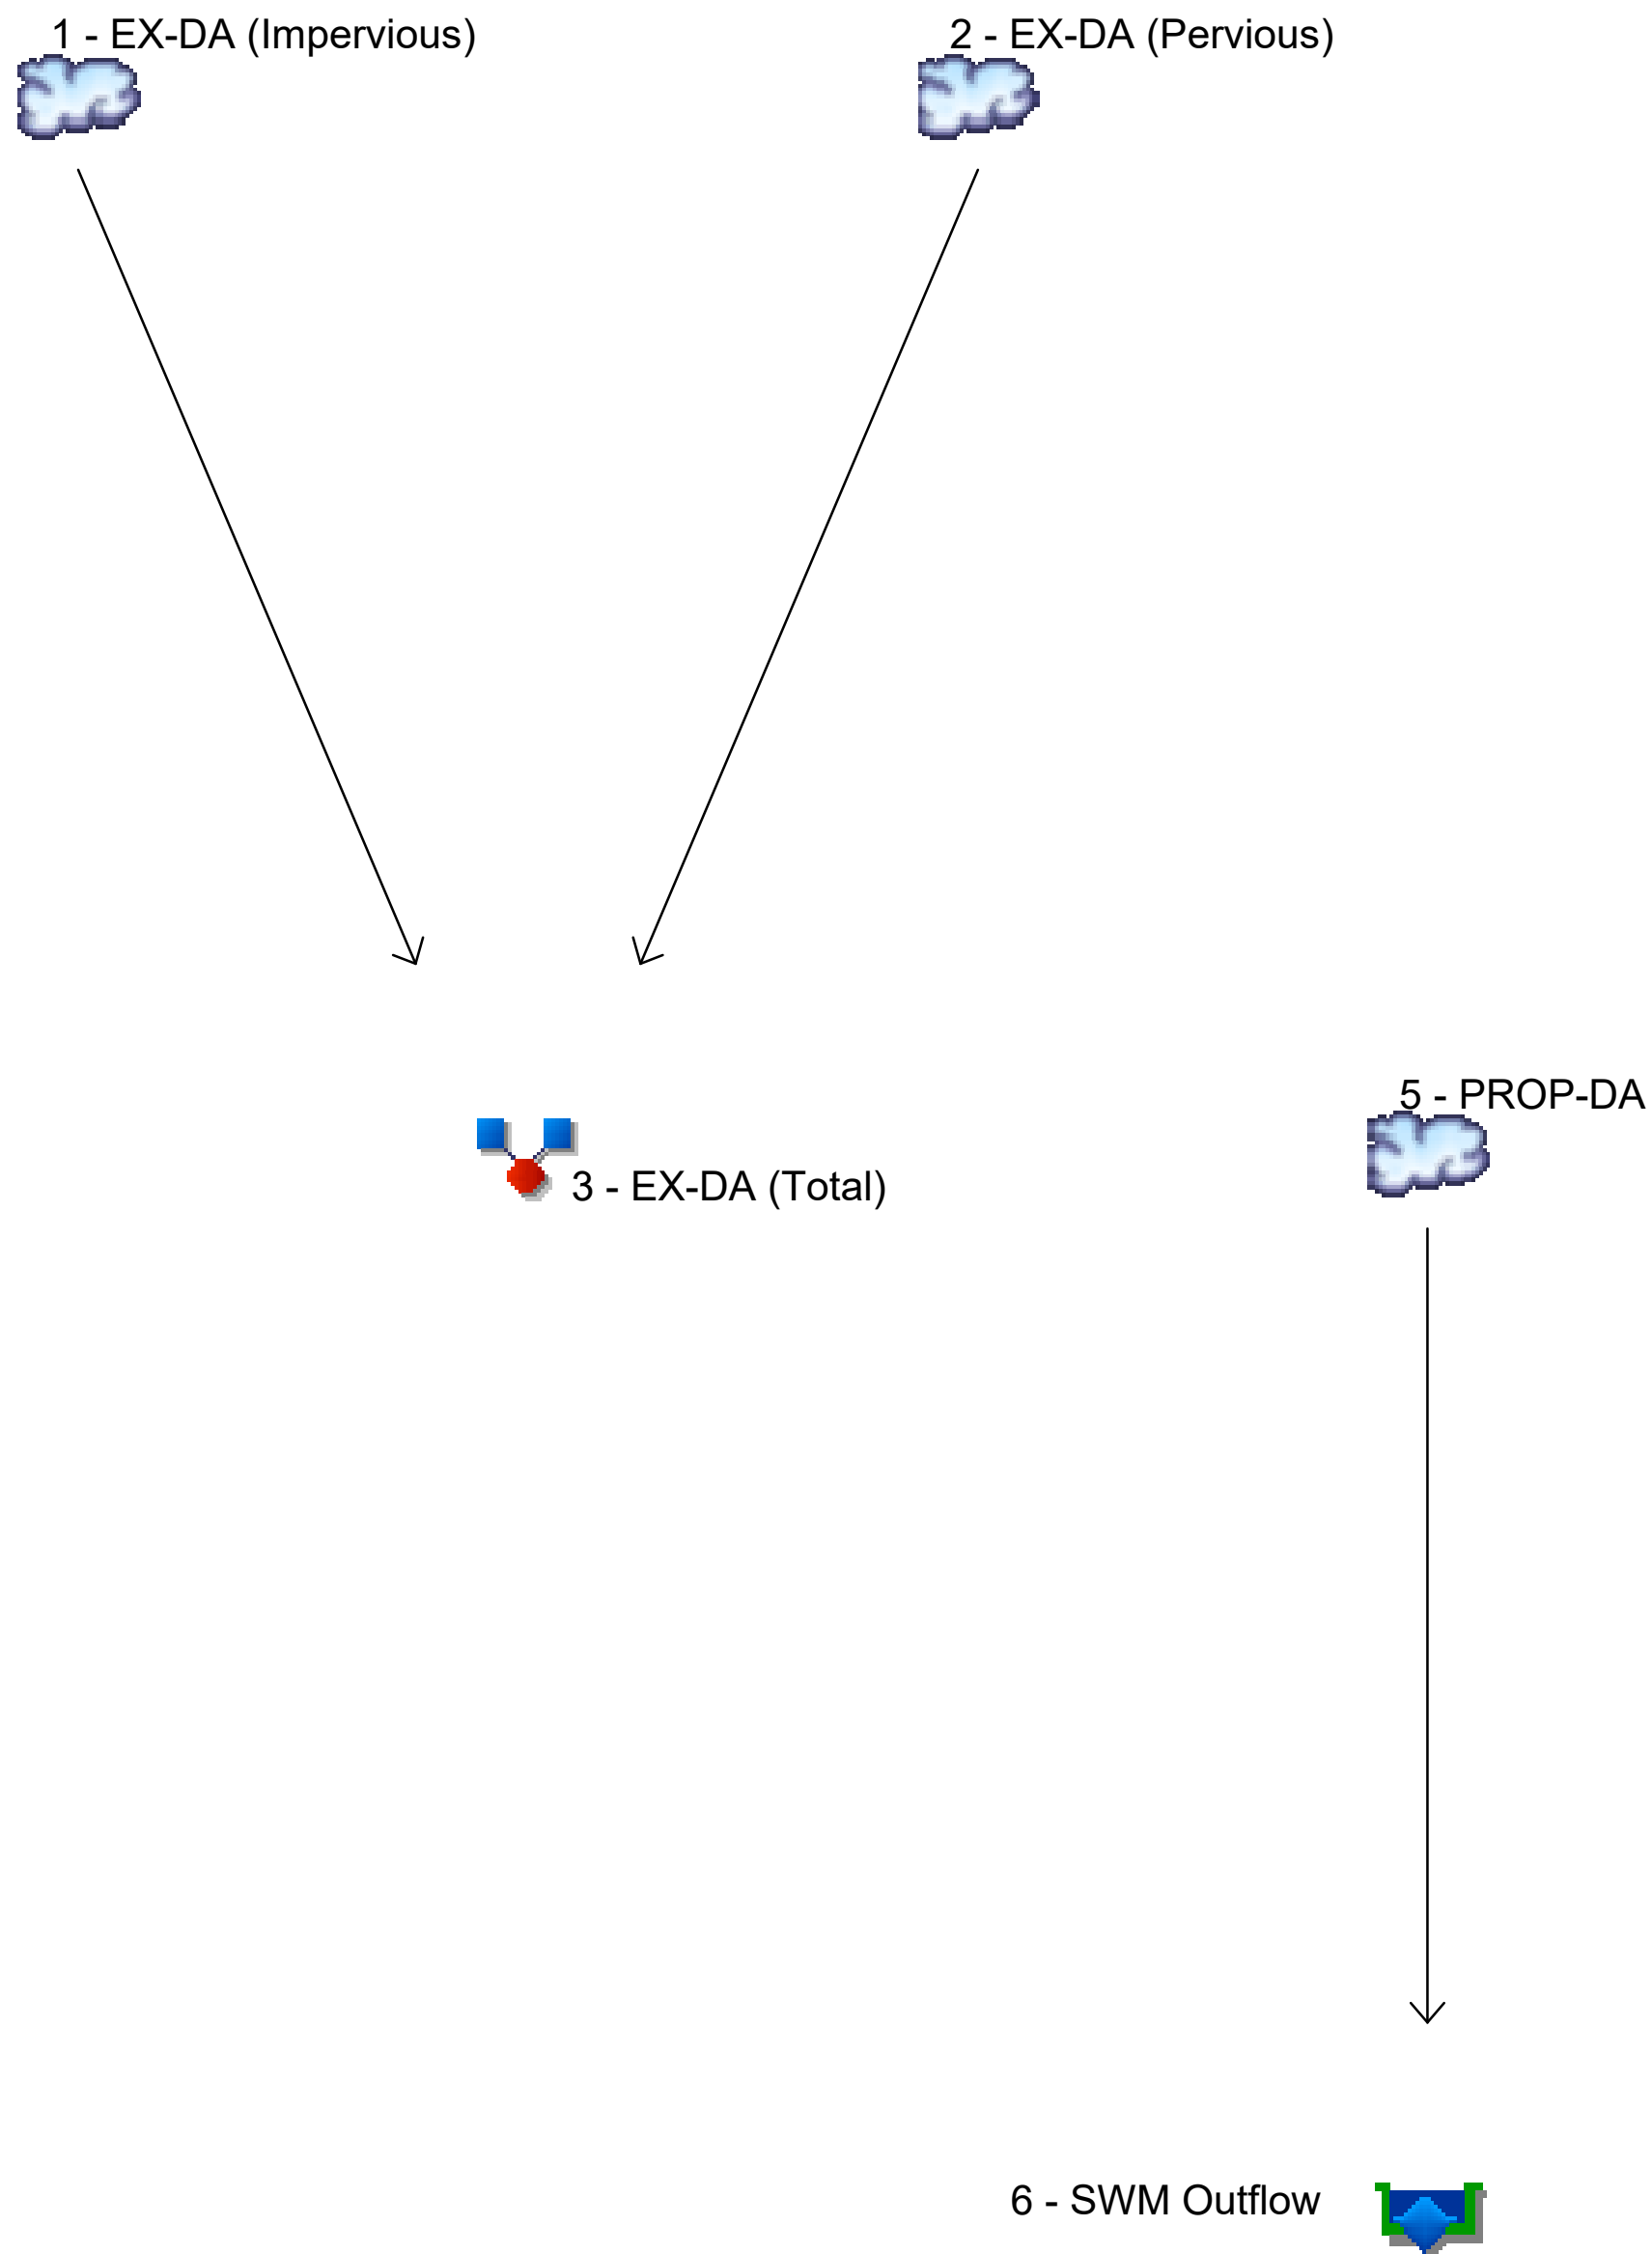 1 - EX-DA (Impervious)
2 - EX-DA (Pervious)
5 - PROP-DA
3 - EX-DA (Total)
6 - SWM Outflow